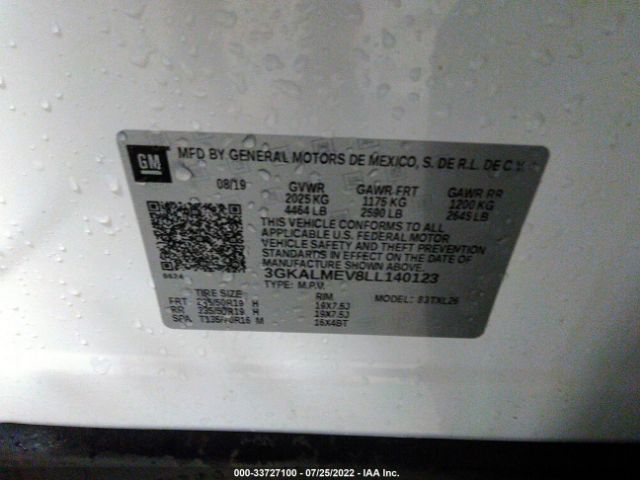 GM
MFD BY GENERAL MOTORS DE MEXICO, S. DE R.L. DE C.V.
08/19 GVWR GAWR FRT GAWR RR
2025 KG 1175 KG 1200 KG
4464 LB 2590 LB 2645 LB
THIS VEHICLE CONFORMS TO ALL
APPLICABLE U.S. FEDERAL MOTOR
VEHICLE SAFETY AND THEFT PREVENTION
STANDARDS IN EFFECT ON THE DATE OF
MANUFACTURE SHOWN ABOVE.
3GKALMEV8LL140123
TYPE: M.P.V. MODEL: 83TXL26
TIRE SIZE RIM
FRT 235/50R19 H 19X7.5J
RR 235/50R19 H 19X7.5J
SPA M 16X4BT
000-33727100 - 07/25/2022 - IAA Inc.